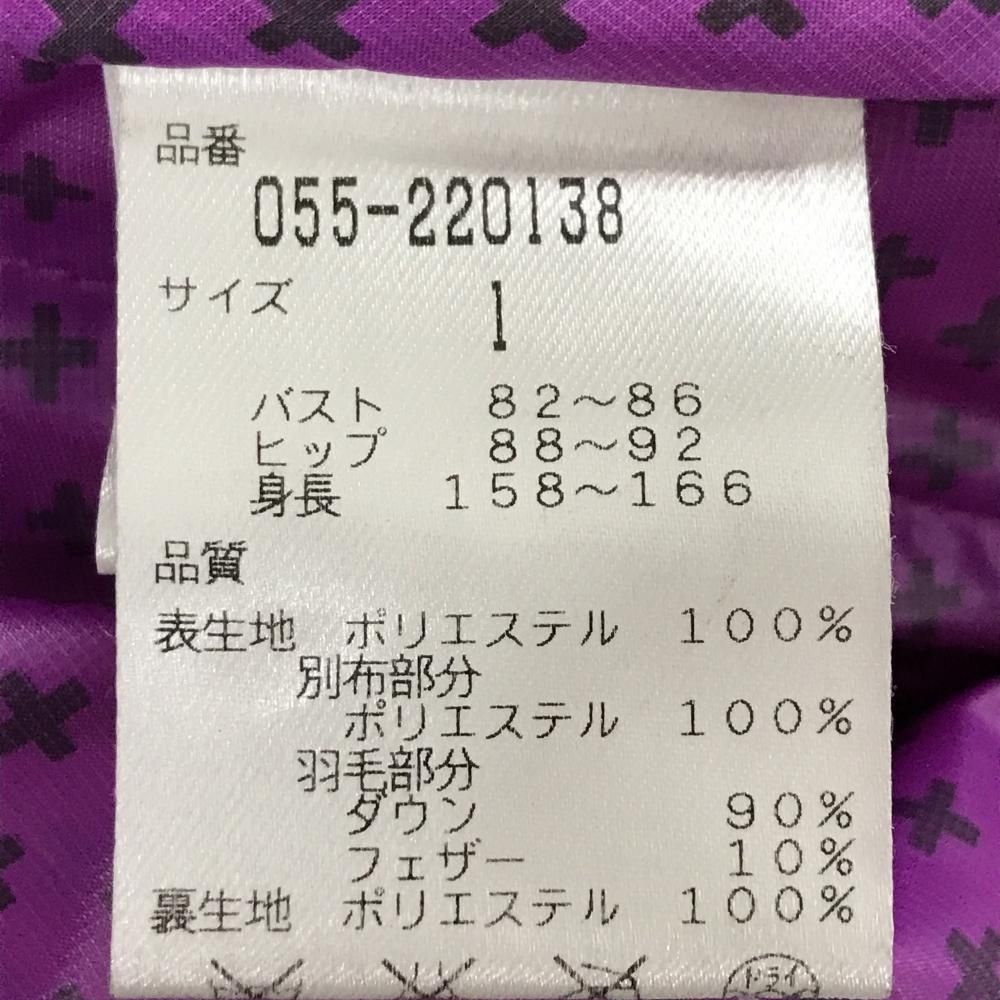 品番
055-220138
サイズ 1
バスト 82〜86
ヒップ 88〜92
身長 158〜166
品質
表生地 ポリエステル 100%
別布部分
ポリエステル 100%
羽毛部分
ダウン 90%
フェザー 10%
裏生地 ポリエステル 100%
ドライ